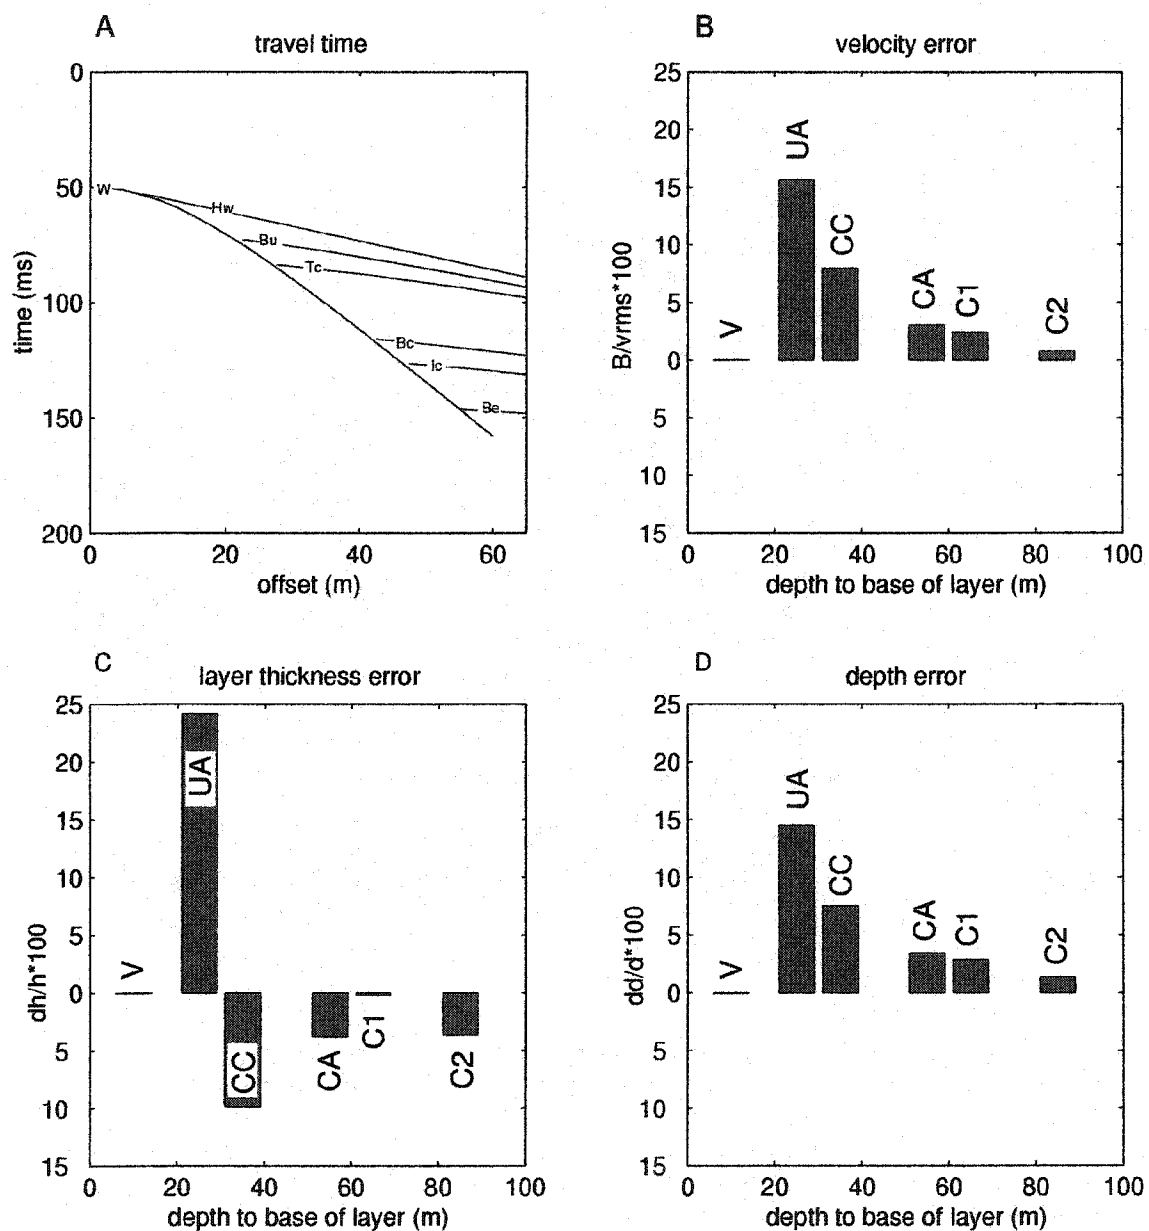 A
travel time
0
50
100
150
200
time (ms)
W
Hw
Bu
Tc
Bc
Ic
Be
0 20 40 60
offset (m)
B
velocity error
25
20
15
10
5
0
5
10
15
B/vrms*100
V
UA
CC
CA
C1
C2
0 20 40 60 80 100
depth to base of layer (m)
C
layer thickness error
25
20
15
10
5
0
5
10
15
dh/h*100
V
UA
CC
CA
C1
C2
0 20 40 60 80 100
depth to base of layer (m)
D
depth error
25
20
15
10
5
0
5
10
15
dd/d*100
V
UA
CC
CA
C1
C2
0 20 40 60 80 100
depth to base of layer (m)